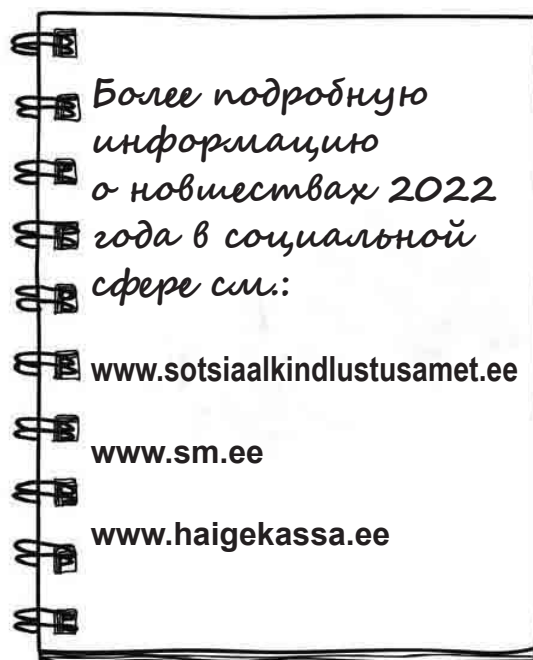 Более подробную
информацию
о новшествах 2022
года в социальной
сфере см.:
www.sotsiaalkindlustusamet.ee
www.sm.ee
www.haigekassa.ee